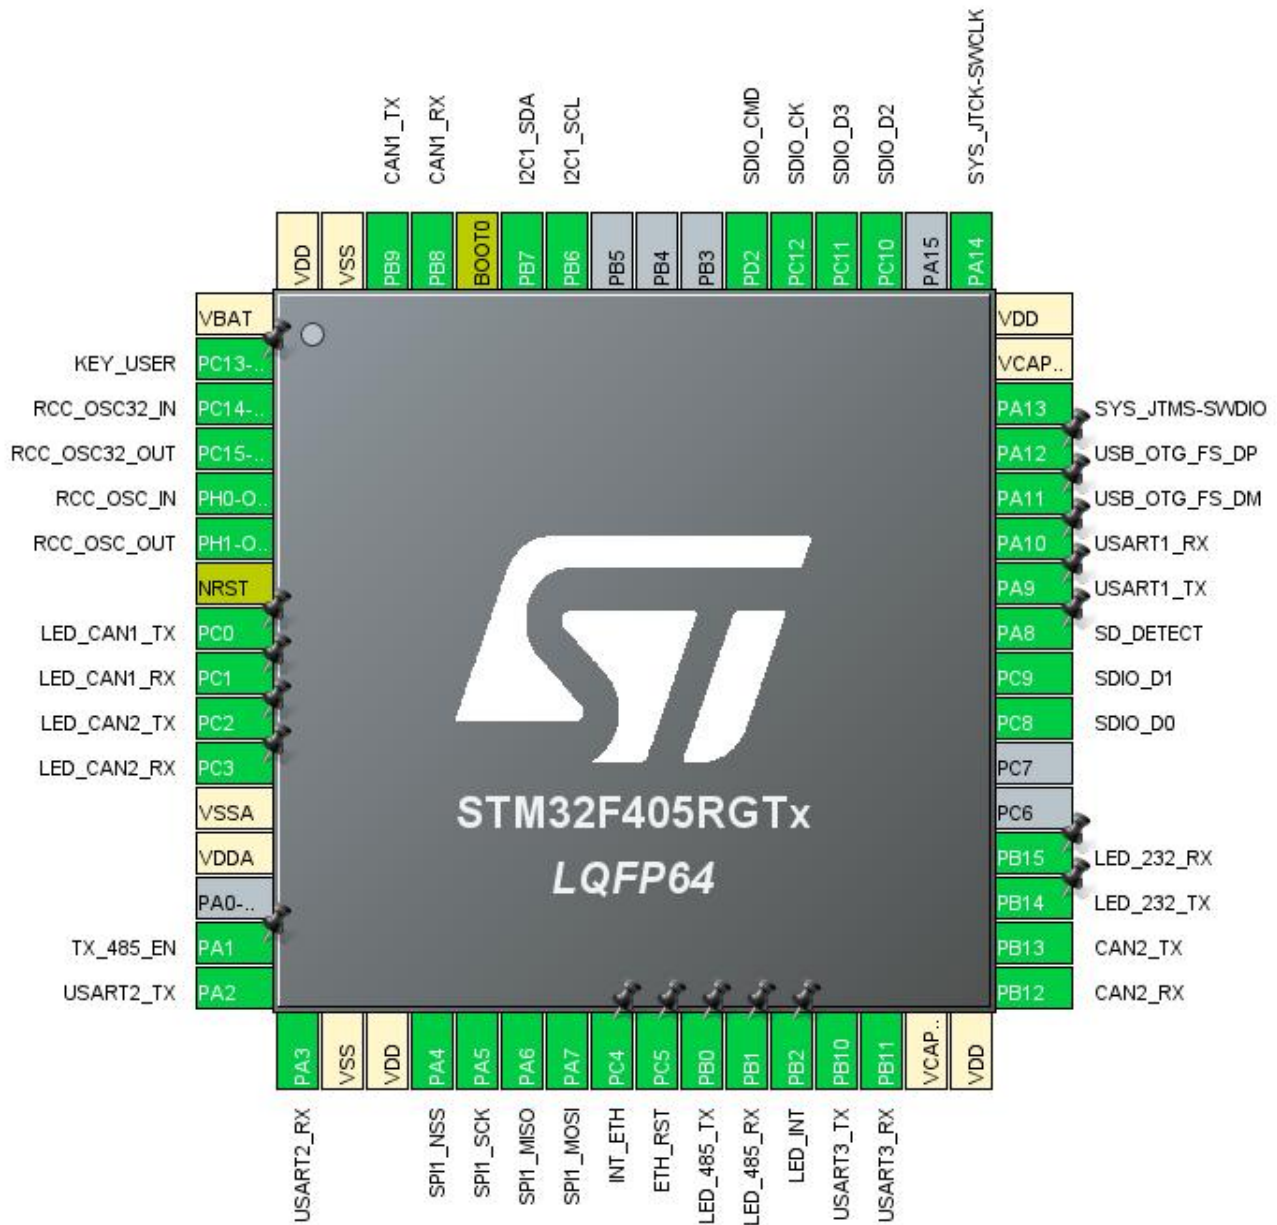 CAN1_TX
CAN1_RX
I2C1_SDA
I2C1_SCL
SDIO_CMD
SDIO_CK
SDIO_D3
SDIO_D2
SYS_JTCK-SWCLK
VDD
VSS
PB9
PB8
BOOT0
PB7
PB6
PB5
PB4
PB3
PD2
PC12
PC11
PC10
PA15
PA14
VBAT
KEY_USER PC13-..
RCC_OSC32_IN PC14-..
RCC_OSC32_OUT PC15-..
RCC_OSC_IN PH0-O..
RCC_OSC_OUT PH1-O..
NRST
LED_CAN1_TX PC0
LED_CAN1_RX PC1
LED_CAN2_TX PC2
LED_CAN2_RX PC3
VSSA
VDDA
PA0-..
TX_485_EN PA1
USART2_TX PA2
STM32F405RGTx
LQFP64
VDD
VCAP..
PA13 SYS_JTMS-SWDIO
PA12 USB_OTG_FS_DP
PA11 USB_OTG_FS_DM
PA10 USART1_RX
PA9 USART1_TX
PA8 SD_DETECT
PC9 SDIO_D1
PC8 SDIO_D0
PC7
PC6
PB15 LED_232_RX
PB14 LED_232_TX
PB13 CAN2_TX
PB12 CAN2_RX
PA3
VSS
VDD
PA4
PA5
PA6
PA7
PC4
PC5
PB0
PB1
PB2
PB10
PB11
VCAP..
VDD
USART2_RX
SPI1_NSS
SPI1_SCK
SPI1_MISO
SPI1_MOSI
INT_ETH
ETH_RST
LED_485_TX
LED_485_RX
LED_INT
USART3_TX
USART3_RX